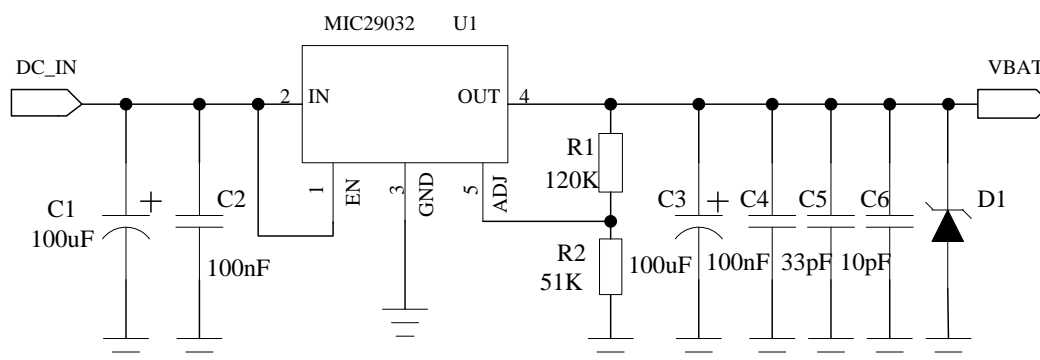 MIC29032 U1
DC_IN
VBAT
2 IN
OUT 4
1 EN
3 GND
5 ADJ
R1
120K
C1
100uF
+
C2
100nF
R2
51K
C3
100uF
+
C4
100nF
C5
33pF
C6
10pF
D1